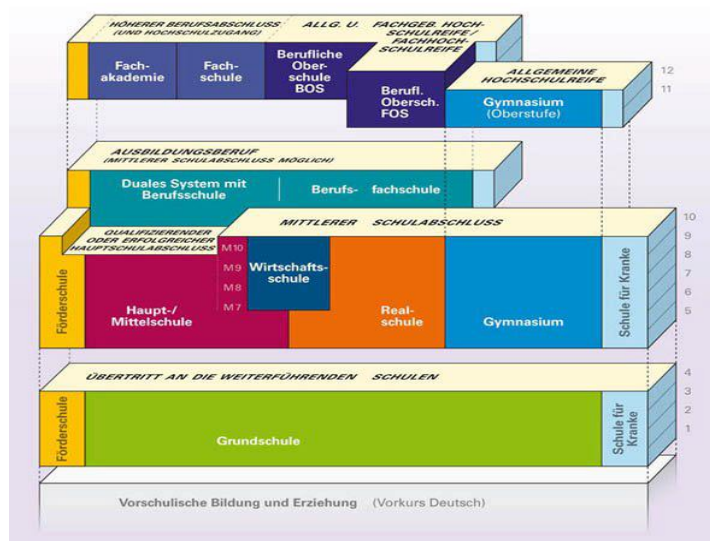 HÖHERER BERUFSABSCHLUSS
(UND HOCHSCHULZUGANG)
ALLG. U. FACHGEB. HOCH-
SCHULREIFE /
FACHHOCH-
SCHULREIFE
Fach-
akademie
Fach-
schule
Berufliche
Ober-
schule
BOS
Berufl.
Obersch.
FOS
ALLGEMEINE
HOCHSCHULREIFE
Gymnasium
(Oberstufe)
12
11
AUSBILDUNGSBERUF
(MITTLERER SCHULABSCHLUSS MÖGLICH)
Duales System mit
Berufsschule
Berufs- fachschule
QUALIFIZIERENDER
ODER ERFOLGREICHER
HAUPTSCHULABSCHLUSS
MITTLERER SCHULABSCHLUSS
Förderschule
Haupt-/
Mittelschule
M10
M9
M8
M7
Wirtschafts-
schule
Real-
schule
Gymnasium
Schule für Kranke
10
9
8
7
6
5
ÜBERTRITT AN DIE WEITERFÜHRENDEN SCHULEN
Förderschule
Grundschule
Schule für
Kranke
4
3
2
1
Vorschulische Bildung und Erziehung (Vorkurs Deutsch)